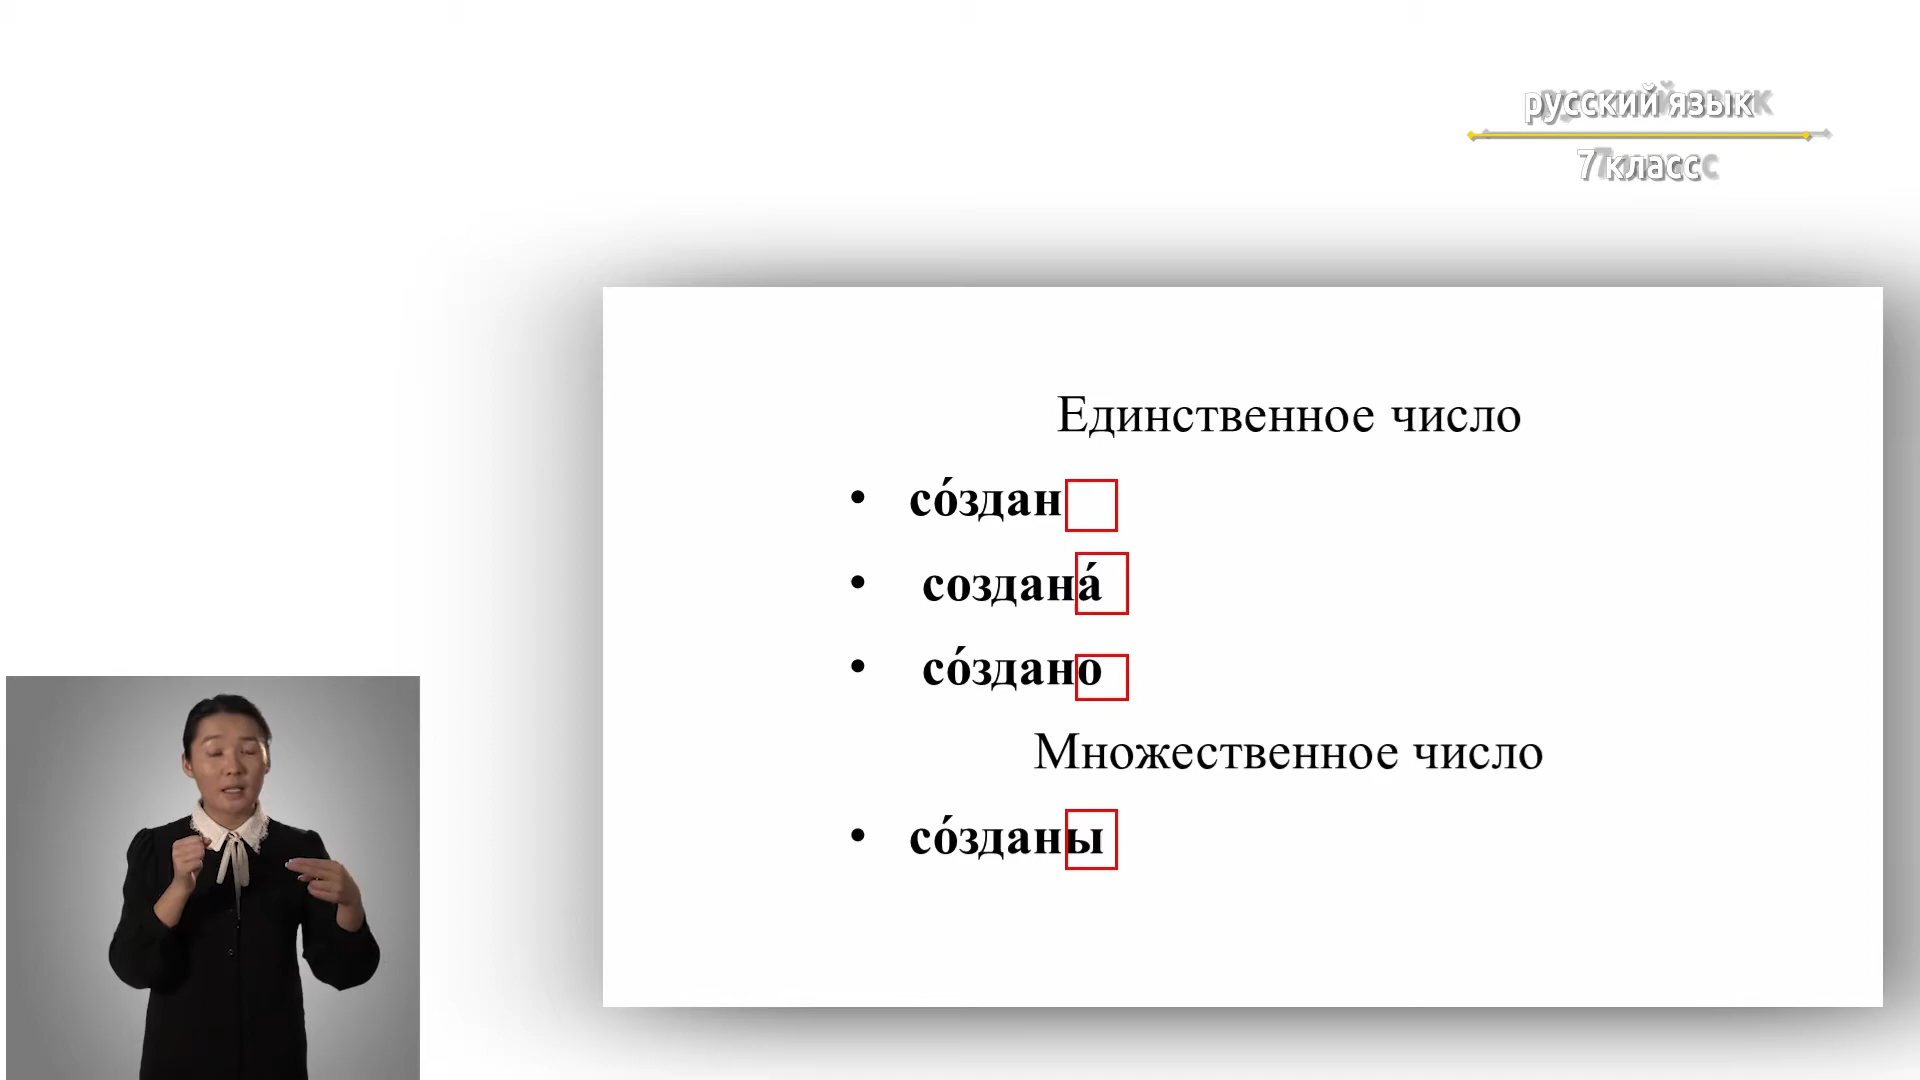 русский язык
7 класс
Единственное число
• со́здан
• создана́
• со́здано
Множественное число
• со́зданы